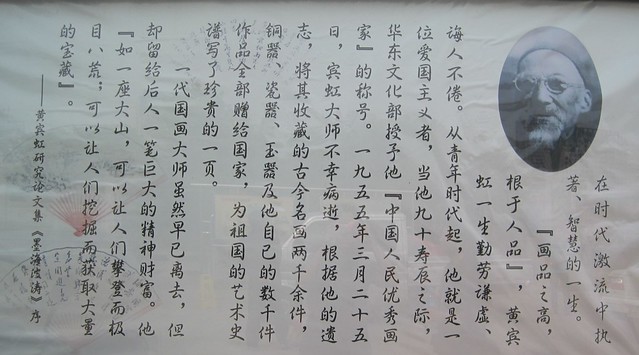 在时代激流中执
著、智慧的一生。
『画品之高，
根于人品』，黄宾
虹一生勤劳谦虚、
诲人不倦。从青年时代起，他就是一
位爱国主义者，当他九十寿辰之际，
华东文化部授予他『中国人民优秀画
家』的称号。一九五五年三月二十五
日，宾虹大师不幸病逝，根据他的遗
志，将其收藏的古今名画两千余件，
铜器、瓷器、玉器及他自己的数千件
作品全部赠给国家，为祖国的艺术史
谱写了珍贵的一页。
一代国画大师虽然早已离去，但
却留给后人一笔巨大的精神财富。他
『如一座大山，可以让人们攀登而极
目八荒；可以让人们挖掘而获取大量
的宝藏』。
——黄宾虹研究论文集《墨海波涛》序